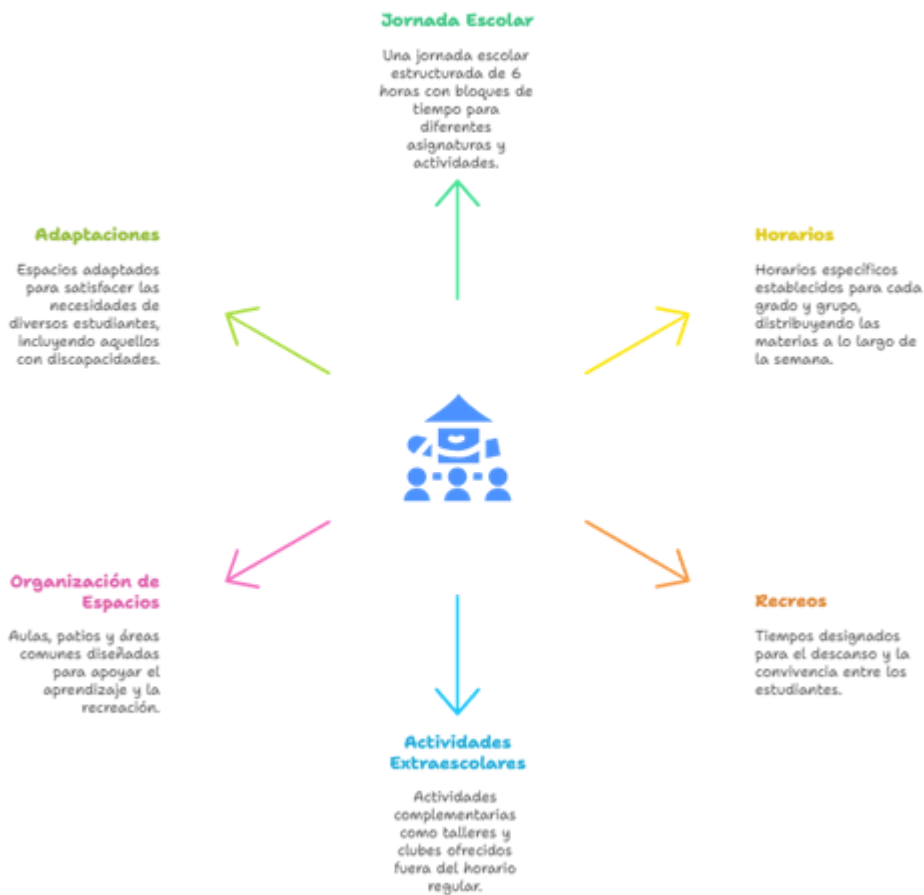 Jornada Escolar
Una jornada escolar
estructurada de 6
horas con bloques de
tiempo para
diferentes
asignaturas y
actividades.
Adaptaciones
Espacios adaptados
para satisfacer las
necesidades de
diversos estudiantes,
incluyendo aquellos
con discapacidades.
Horarios
Horarios específicos
establecidos para cada
grado y grupo,
distribuyendo las
materias a lo largo de
la semana.
Organización de
Espacios
Aulas, patios y áreas
comunes diseñadas
para apoyar el
aprendizaje y la
recreación.
Recreos
Tiempos designados
para el descanso y la
convivencia entre los
estudiantes.
Actividades
Extraescolares
Actividades
complementarias
como talleres y
clubes ofrecidos
fuera del horario
regular.